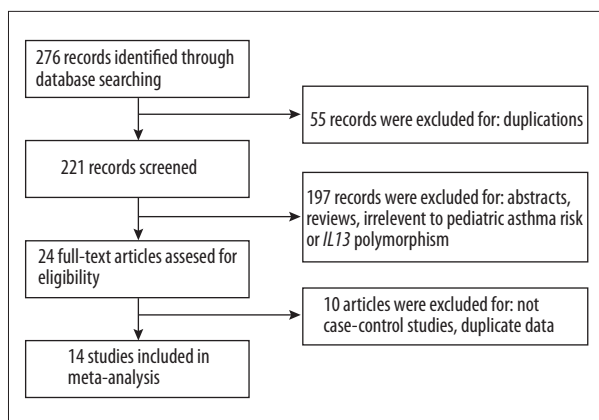 276 records identified through
database searching
55 records were excluded for: duplications
221 records screened
197 records were excluded for: abstracts,
reviews, irrelevent to pediatric asthma risk
or IL13 polymorphism
24 full-text articles assesed for
eligibility
10 articles were excluded for: not
case-control studies, duplicate data
14 studies included in
meta-analysis